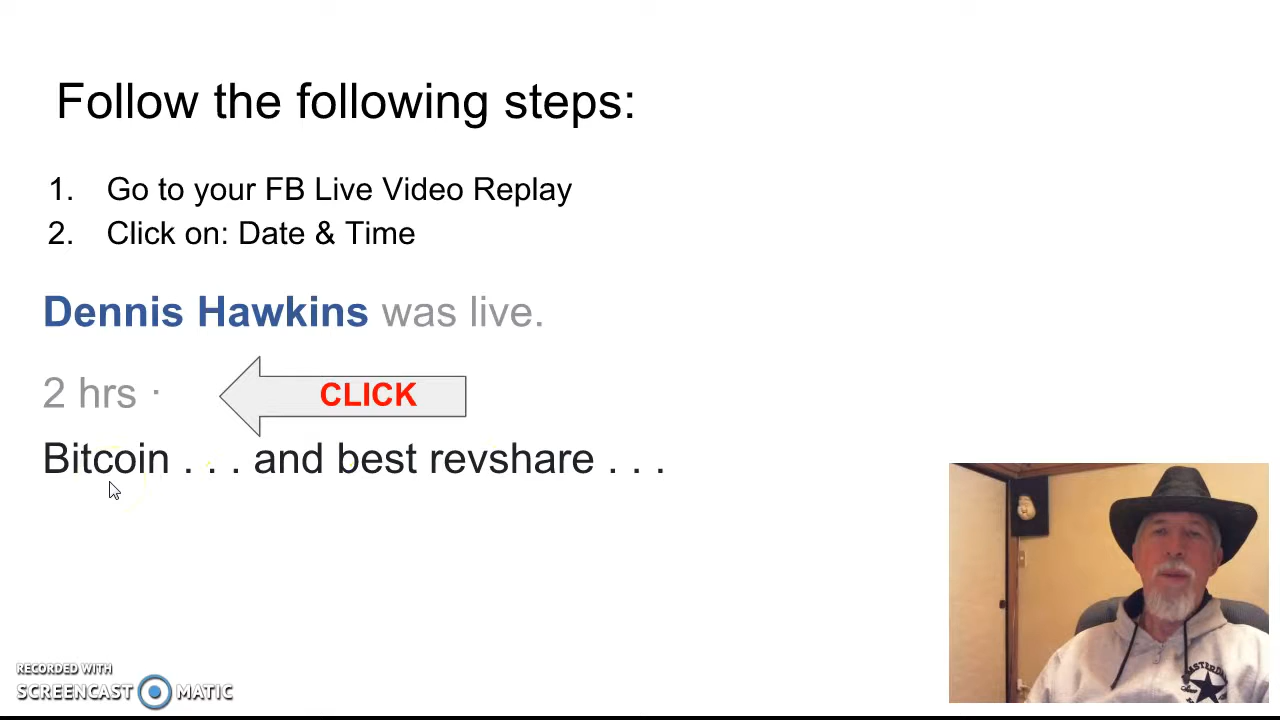 Follow the following steps:
1. Go to your FB Live Video Replay
2. Click on: Date & Time
Dennis Hawkins was live.
2 hrs ·
CLICK
Bitcoin . . . and best revshare . . .
RECORDED WITH
SCREENCAST MATIC